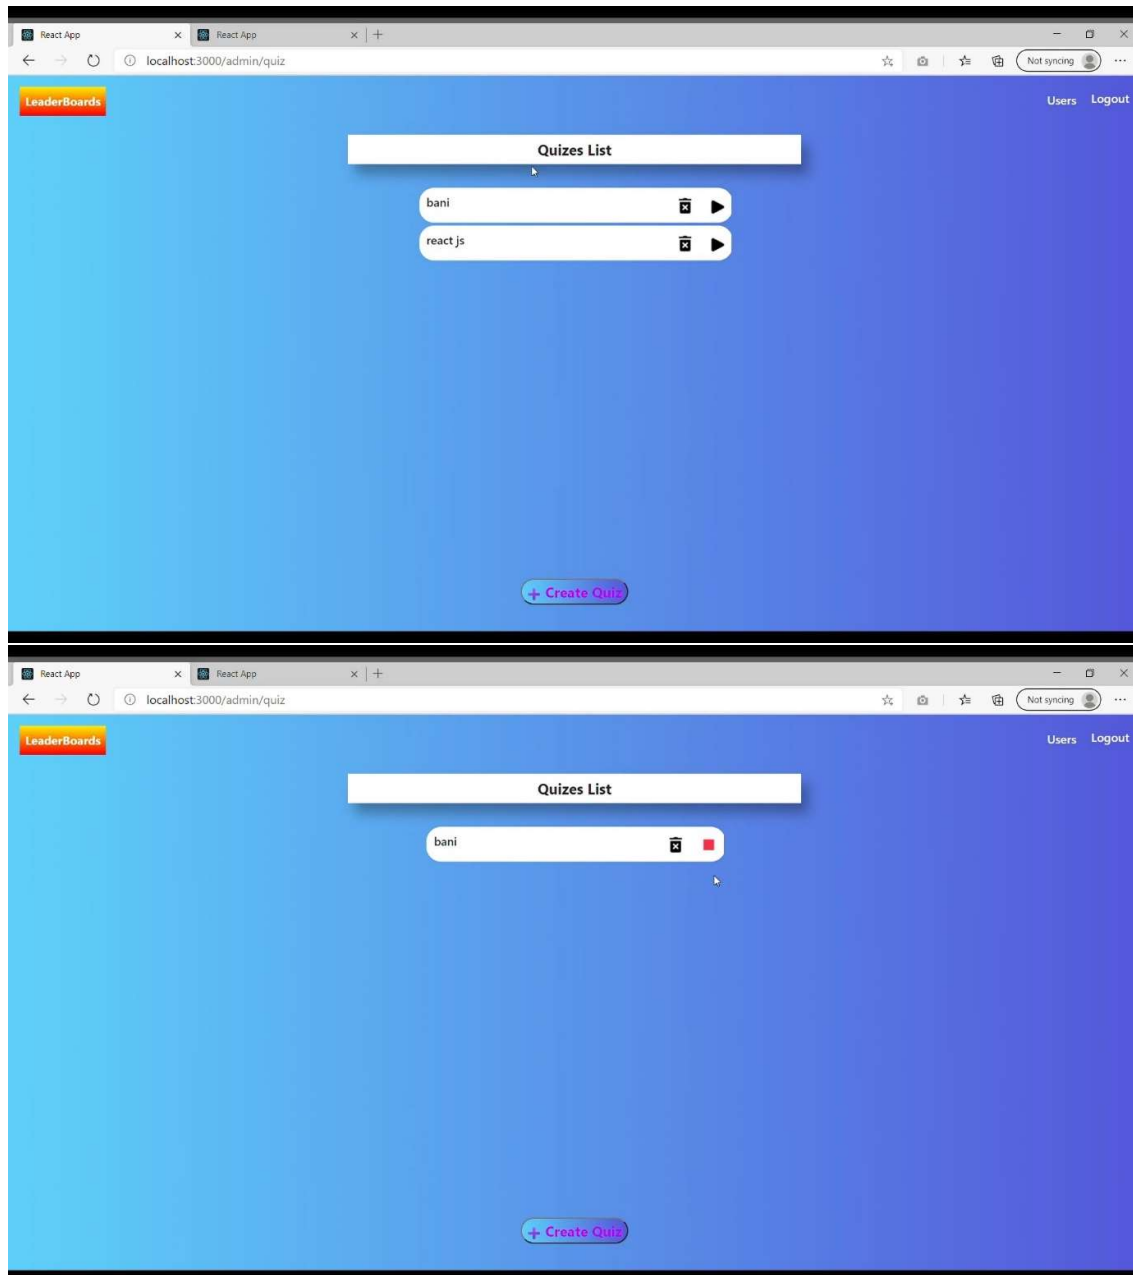 React App
React App
localhost:3000/admin/quiz
Not syncing
LeaderBoards
Users Logout
Quizes List
bani
react js
+ Create Quiz
React App
React App
localhost:3000/admin/quiz
Not syncing
LeaderBoards
Users Logout
Quizes List
bani
+ Create Quiz